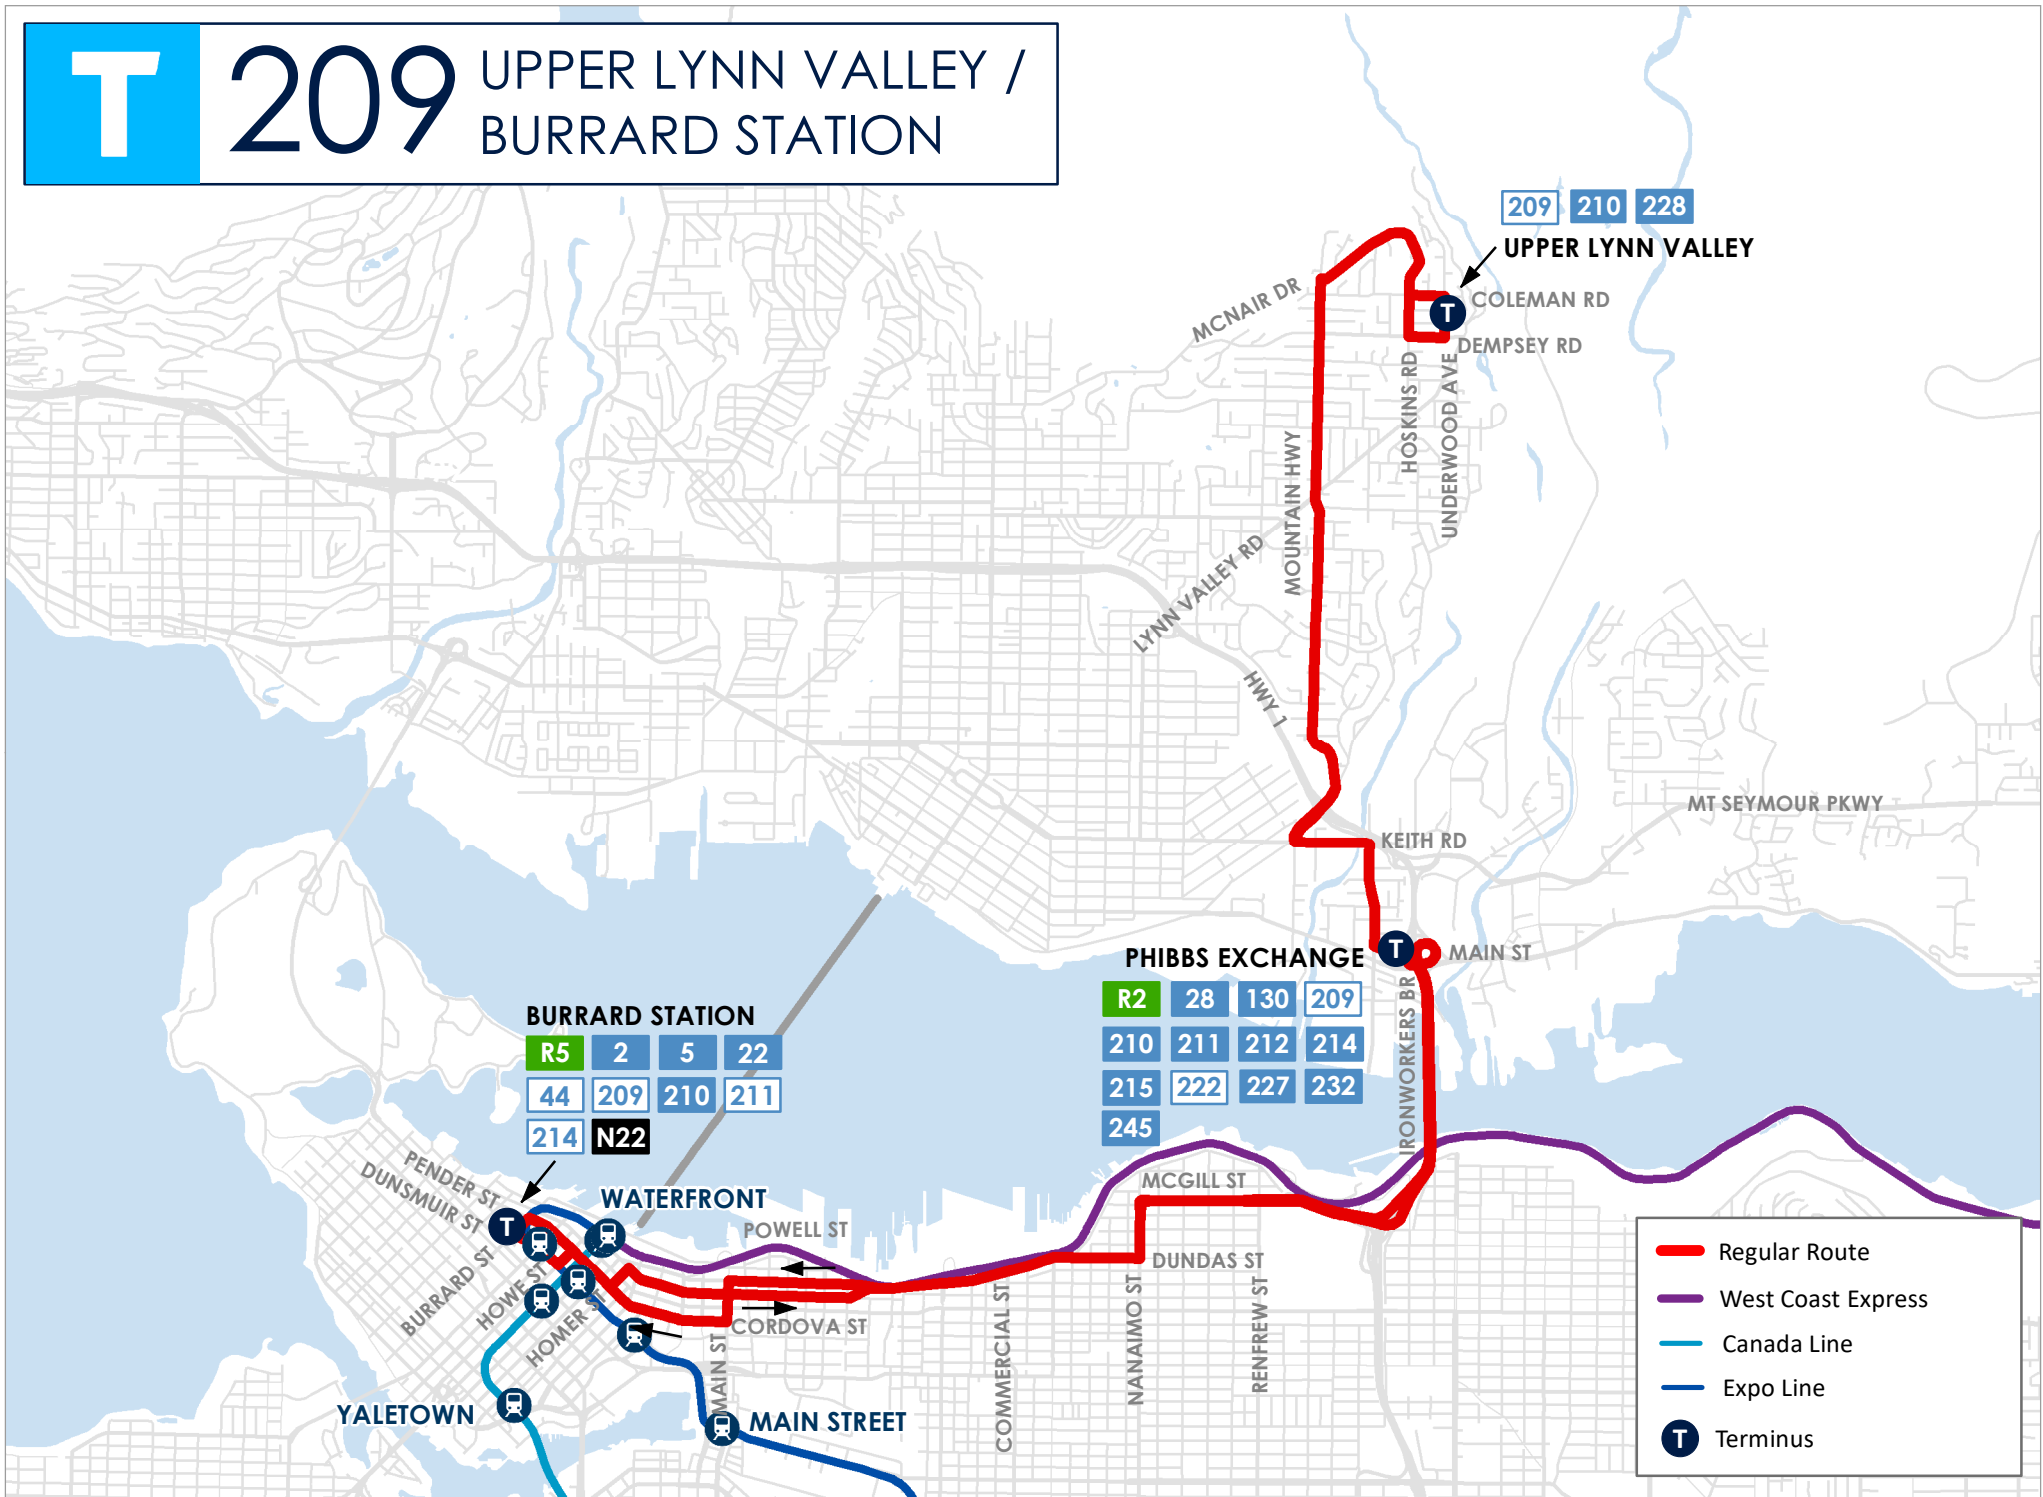 T
209
UPPER LYNN VALLEY /
BURRARD STATION
209 210 228
UPPER LYNN VALLEY
T
COLEMAN RD
DEMPSEY RD
MCNAIR DR
HOSKINS RD
UNDERWOOD AVE
MOUNTAIN HWY
LYNN VALLEY RD
HWY 1
MT SEYMOUR PKWY
KEITH RD
T
MAIN ST
PHIBBS EXCHANGE
R2 28 130 209
210 211 212 214
215 222 227 232
245
IRONWORKERS BR
BURRARD STATION
R5 2 5 22
44 209 210 211
214 N22
PENDER ST
DUNSMUIR ST
T
WATERFRONT
POWELL ST
MCGILL ST
DUNDAS ST
BURRARD ST
HOWE ST
HOMER ST
CORDOVA ST
MAIN ST
COMMERCIAL ST
NANAIMO ST
RENFREW ST
YALETOWN
MAIN STREET
Regular Route
West Coast Express
Canada Line
Expo Line
T Terminus